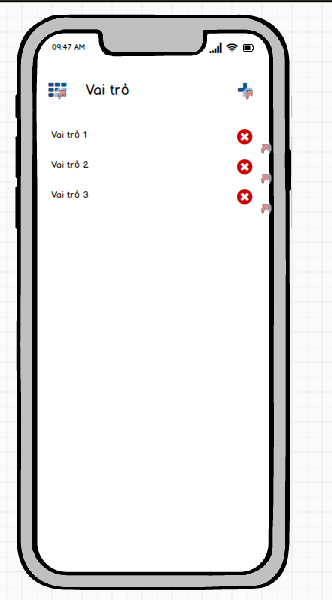 09:47 AM
Vai trò
Vai trò 1
Vai trò 2
Vai trò 3